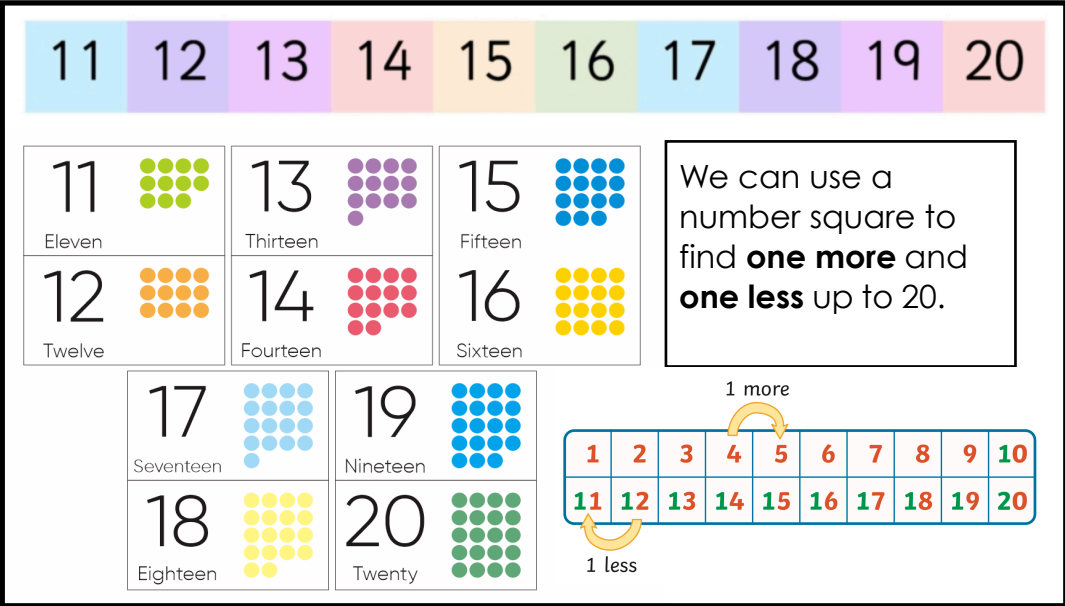 11 12 13 14 15 16 17 18 19 20
11
Eleven
12
Twelve
13
Thirteen
14
Fourteen
15
Fifteen
16
Sixteen
We can use a
number square to
find one more and
one less up to 20.
17
Seventeen
18
Eighteen
19
Nineteen
20
Twenty
1 more
1 2 3 4 5 6 7 8 9 10
11 12 13 14 15 16 17 18 19 20
1 less